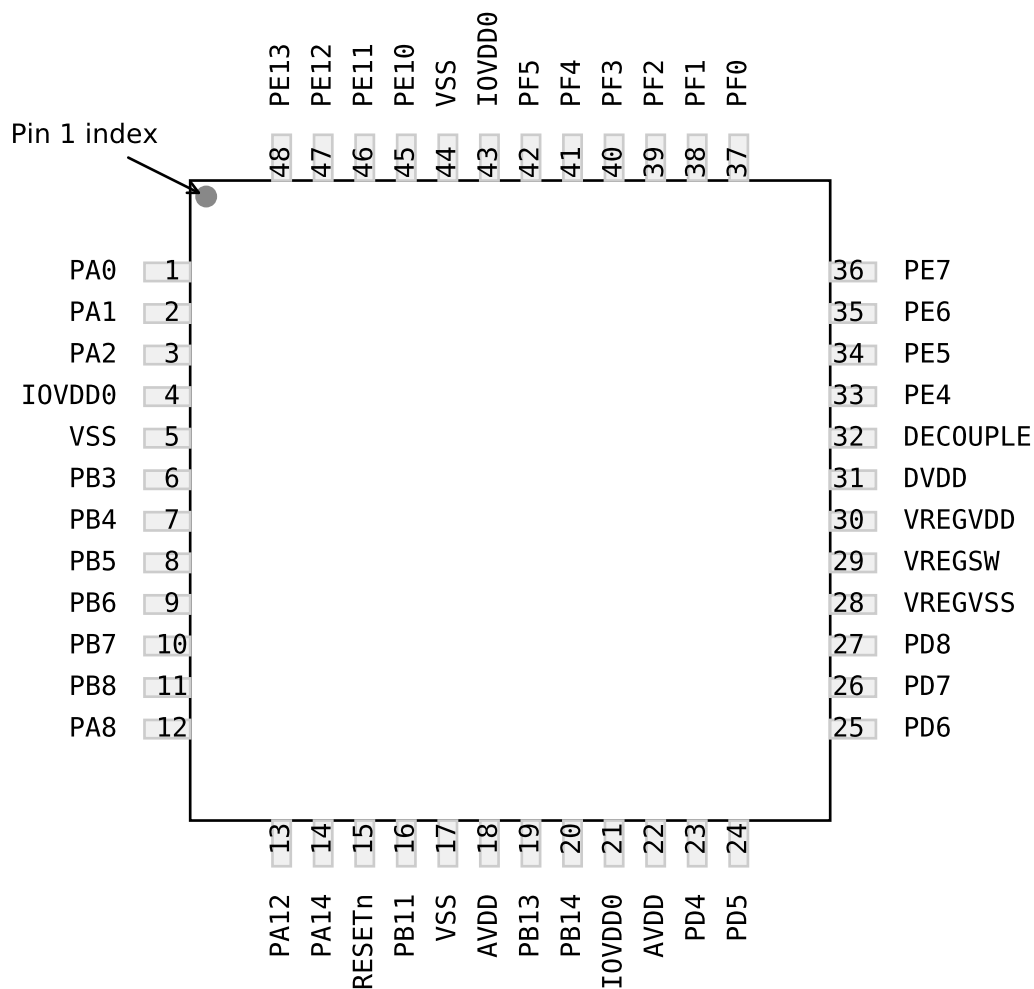 PE13 PE12 PE11 PE10 VSS IOVDD0 PF5 PF4 PF3 PF2 PF1 PF0
Pin 1 index
48 47 46 45 44 43 42 41 40 39 38 37
PA0 1 36 PE7
PA1 2 35 PE6
PA2 3 34 PE5
IOVDD0 4 33 PE4
VSS 5 32 DECOUPLE
PB3 6 31 DVDD
PB4 7 30 VREGVDD
PB5 8 29 VREGSW
PB6 9 28 VREGVSS
PB7 10 27 PD8
PB8 11 26 PD7
PA8 12 25 PD6
13 14 15 16 17 18 19 20 21 22 23 24
PA12 PA14 RESETn PB11 VSS AVDD PB13 PB14 IOVDD0 AVDD PD4 PD5